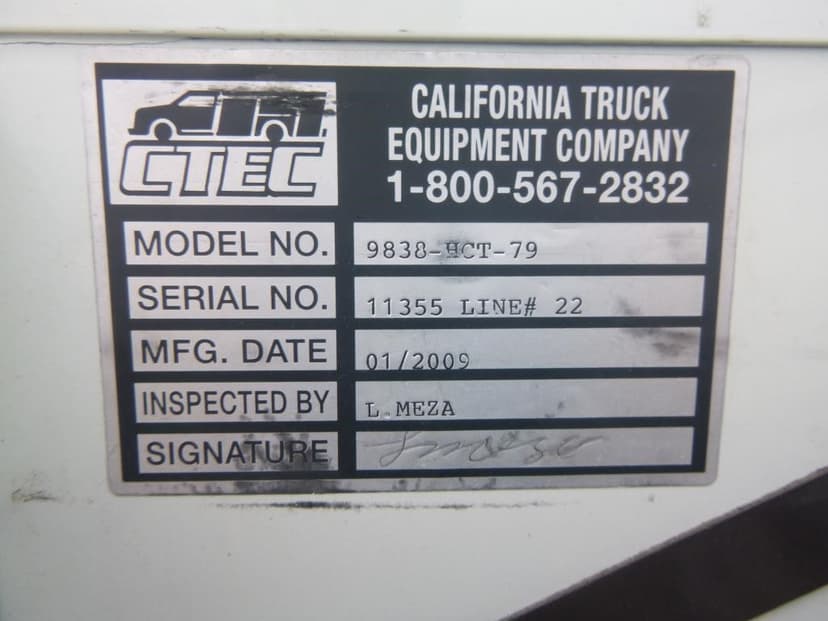 CTEC
CALIFORNIA TRUCK
EQUIPMENT COMPANY
1-800-567-2832
MODEL NO. 9838-HCT-79
SERIAL NO. 11355 LINE# 22
MFG. DATE 01/2009
INSPECTED BY L.MEZA
SIGNATURE